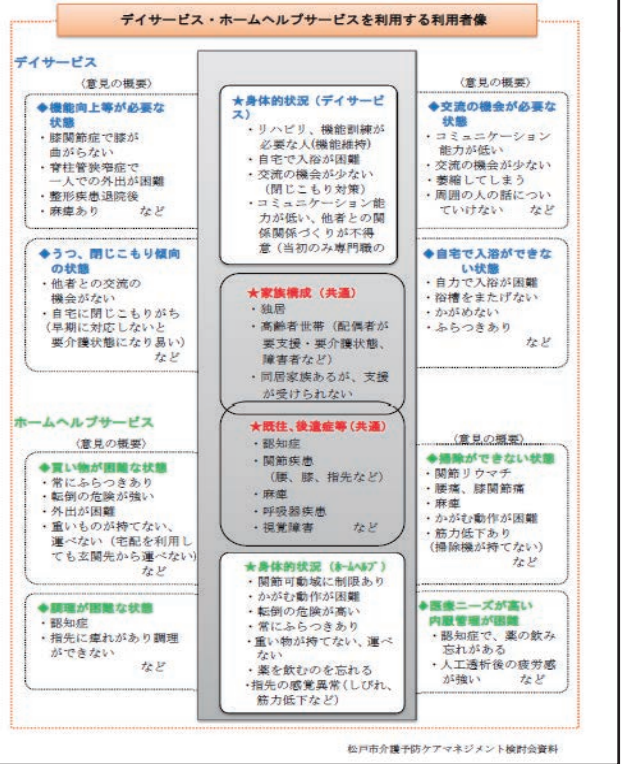 デイサービス・ホームヘルプサービスを利用する利用者像
デイサービス
（意見の概要）
◆機能向上等が必要な
状態
・膝関節症で膝が
曲がらない
・脊柱管狭窄症で
一人での外出が困難
・整形疾患退院後
・麻痺あり　　など
◆うつ、閉じこもり傾向
の状態
・他者との交流の
機会がない
・自宅に閉じこもりがち
（早期に対応しないと
要介護状態になり易い）
など
★身体的状況（デイサービ
ス）
・リハビリ、機能訓練が
必要な人(機能維持)
・自宅で入浴が困難
・交流の機会が少ない
（閉じこもり対策）
・コミュニケーション能
力が低い、他者との関
係関係づくりが不得
意（当初のみ専門職の
（意見の概要）
◆交流の機会が必要な
状態
・コミュニケーション
能力が低い
・交流の機会が少ない
・萎縮してしまう
・周囲の人の話につい
ていけない　　など
◆自宅で入浴ができな
い状態
・自力で入浴が困難
・浴槽をまたげない
・かがめない
・ふらつきあり
など
★家族構成（共通）
・独居
・高齢者世帯（配偶者が
要支援・要介護状態、
障害者など）
・同居家族あるが、支援
が受けられない
★既往、後遺症等（共通）
・認知症
・関節疾患
（腰、膝、指先など）
・麻痺
・呼吸器疾患
・視覚障害　　など
ホームヘルプサービス
（意見の概要）
◆買い物が困難な状態
・常にふらつきあり
・転倒の危険が強い
・外出が困難
・重いものが持てない、
運べない（宅配を利用し
ても玄関先から運べない）
など
◆調理が困難な状態
・認知症
・指先に痺れがあり調理
ができない
など
★身体的状況（ﾎｰﾑﾍﾙﾌﾟ）
・関節可動域に制限あり
・かがむ動作が困難
・転倒の危険が高い
・常にふらつきあり
・重い物が持てない、運べ
ない
・薬を飲むのを忘れる
・指先の感覚異常（しびれ、
筋力低下など）
（意見の概要）
◆掃除ができない状態
・関節リウマチ
・腰痛、膝関節痛
・麻痺
・かがむ動作が困難
・筋力低下あり
（掃除機が持てない）
など
◆医療ニーズが高い
内服管理が困難
・認知症で、薬の飲み
忘れがある
・人工透析後の疲労感
が強い　　など
松戸市介護予防ケアマネジメント検討会資料